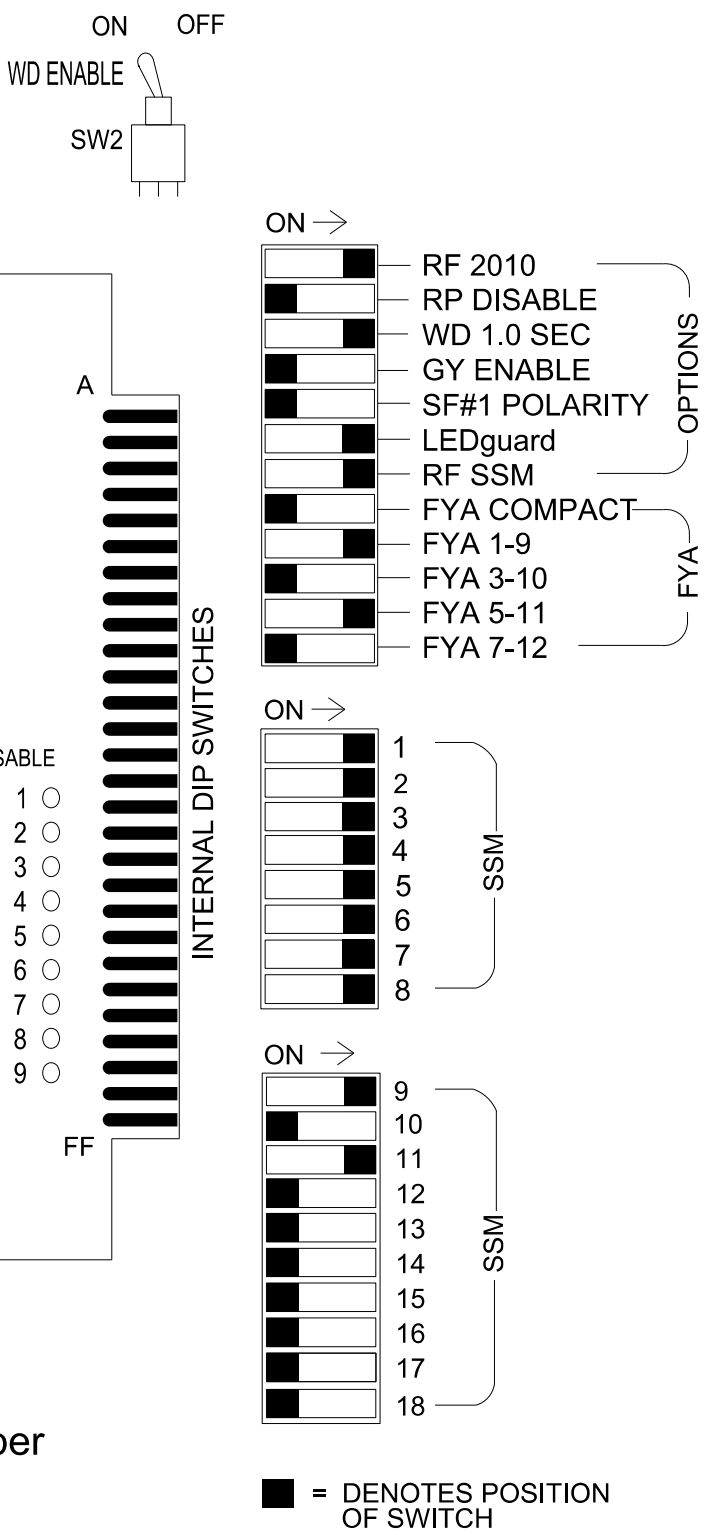 ON OFF
WD ENABLE
SW2
ON
RF 2010
RP DISABLE
WD 1.0 SEC
GY ENABLE
SF#1 POLARITY
LEDguard
RF SSM
OPTIONS
FYA COMPACT
FYA 1-9
FYA 3-10
FYA 5-11
FYA 7-12
FYA
A
FF
INTERNAL DIP SWITCHES
SABLE
1
2
3
4
5
6
7
8
9
ON
1
2
3
4
5
6
7
8
SSM
ON
9
10
11
12
13
14
15
16
17
18
SSM
ber
= DENOTES POSITION
OF SWITCH